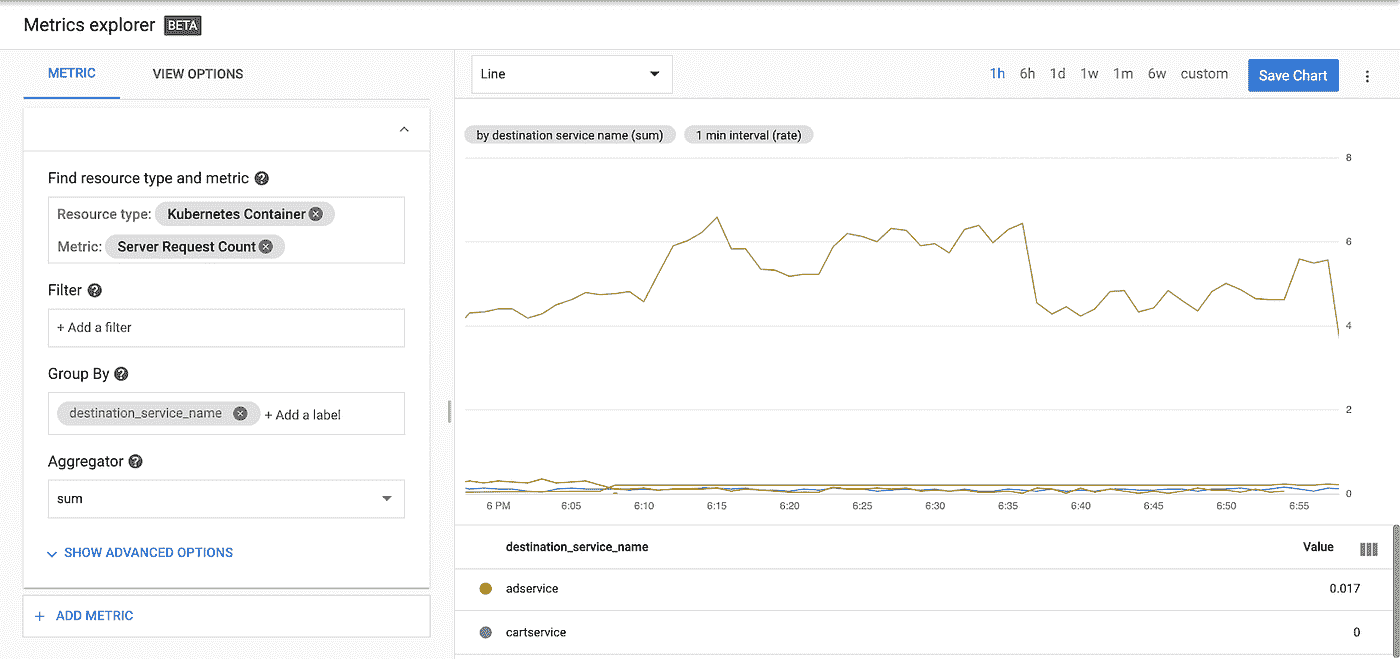 Metrics explorer BETA
METRIC VIEW OPTIONS
Find resource type and metric ?
Resource type: Kubernetes Container
Metric: Server Request Count
Filter ?
+ Add a filter
Group By ?
destination_service_name + Add a label
Aggregator ?
sum
SHOW ADVANCED OPTIONS
+ ADD METRIC
Line
1h 6h 1d 1w 1m 6w custom Save Chart
by destination service name (sum) 1 min interval (rate)
8
6
4
2
0
6 PM 6:05 6:10 6:15 6:20 6:25 6:30 6:35 6:40 6:45 6:50 6:55
destination_service_name Value
adservice 0.017
cartservice 0